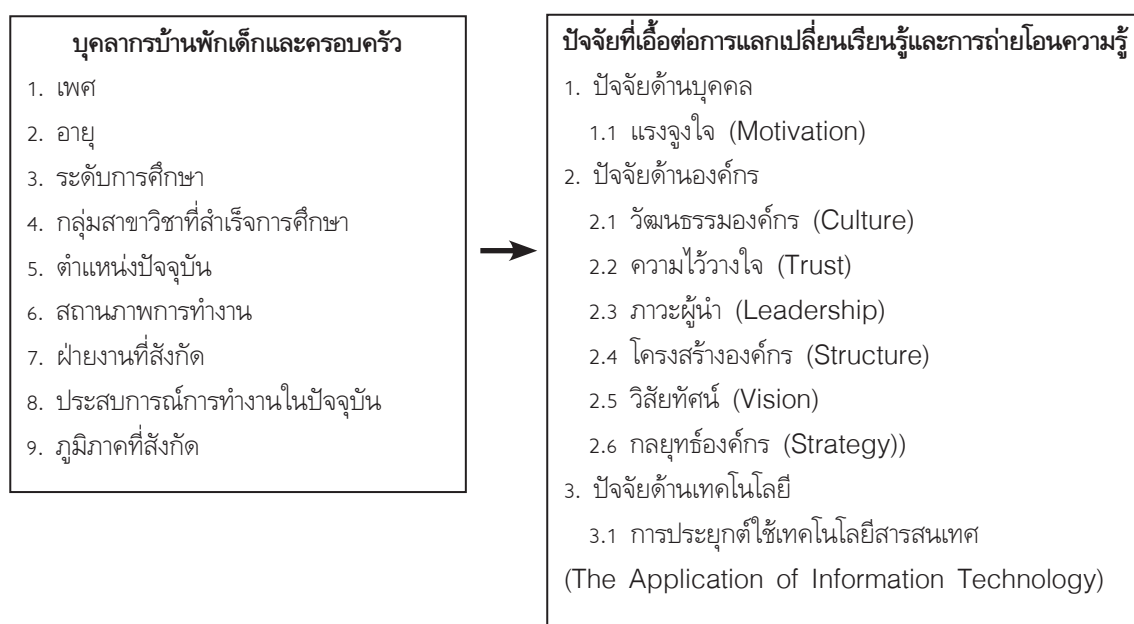 บุคลากรบ้านพักเด็กและครอบครัว
1. เพศ
2. อายุ
3. ระดับการศึกษา
4. กลุ่มสาขาวิชาที่สำเร็จการศึกษา
5. ตำแหน่งปัจจุบัน
6. สถานภาพการทำงาน
7. ฝ่ายงานที่สังกัด
8. ประสบการณ์การทำงานในปัจจุบัน
9. ภูมิภาคที่สังกัด
ปัจจัยที่เอื้อต่อการแลกเปลี่ยนเรียนรู้และการถ่ายโอนความรู้
1. ปัจจัยด้านบุคคล
1.1 แรงจูงใจ (Motivation)
2. ปัจจัยด้านองค์กร
2.1 วัฒนธรรมองค์กร (Culture)
2.2 ความไว้วางใจ (Trust)
2.3 ภาวะผู้นำ (Leadership)
2.4 โครงสร้างองค์กร (Structure)
2.5 วิสัยทัศน์ (Vision)
2.6 กลยุทธ์องค์กร (Strategy))
3. ปัจจัยด้านเทคโนโลยี
3.1 การประยุกต์ใช้เทคโนโลยีสารสนเทศ
(The Application of Information Technology)